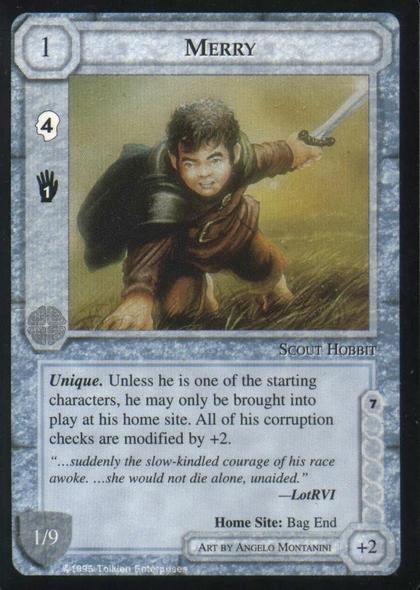 1
MERRY
4
1
SCOUT HOBBIT
Unique. Unless he is one of the starting
characters, he may only be brought into
play at his home site. All of his corruption
checks are modified by +2.
7
“…suddenly the slow-kindled courage of his race
awoke. …she would not die alone, unaided.”
—LotRVI
Home Site: Bag End
1/9
ART BY ANGELO MONTANINI
+2
©1995 Tolkien Enterprises